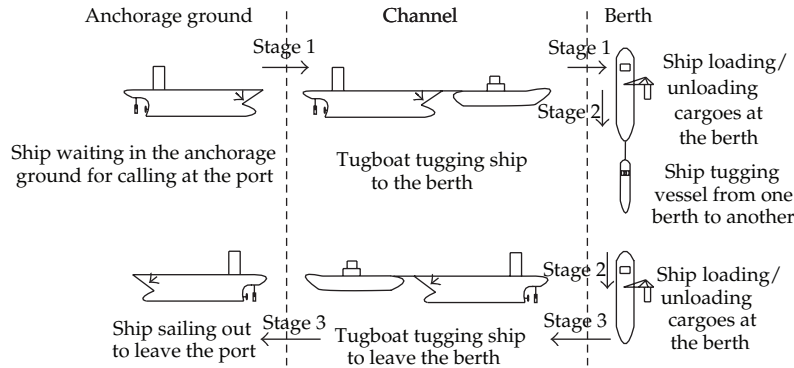 Anchorage ground
Channel
Berth
Stage 1
Stage 1
Ship loading/
unloading
cargoes at
the berth
Stage 2
Ship waiting in the anchorage
ground for calling at the port
Tugboat tugging ship
to the berth
Ship tugging
vessel from one
berth to another
Stage 2
Ship loading/
unloading
cargoes at
the berth
Ship sailing out
to leave the port
Stage 3
Tugboat tugging ship
to leave the berth
Stage 3